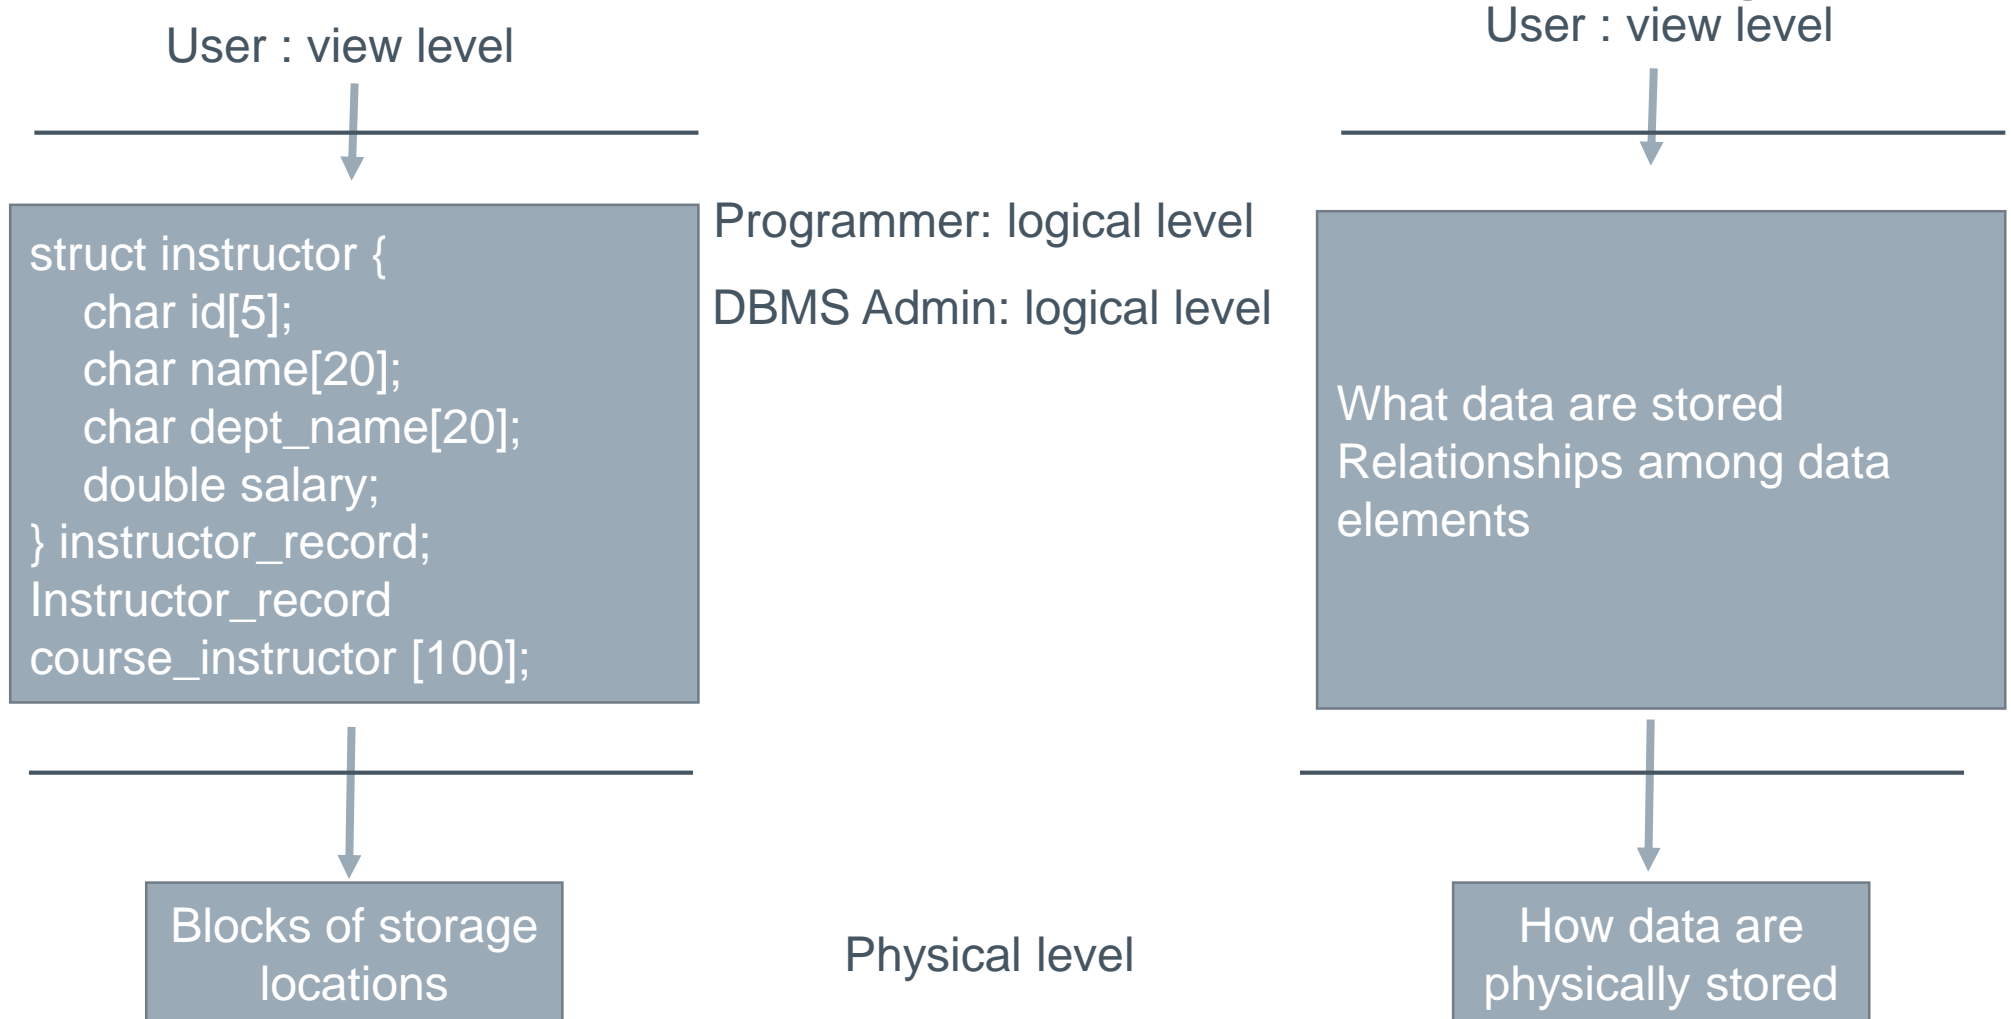 User : view level
User : view level
struct instructor {
char id[5];
char name[20];
char dept_name[20];
double salary;
} instructor_record;
Instructor_record
course_instructor [100];
Programmer: logical level
DBMS Admin: logical level
What data are stored
Relationships among data
elements
Blocks of storage
locations
Physical level
How data are
physically stored